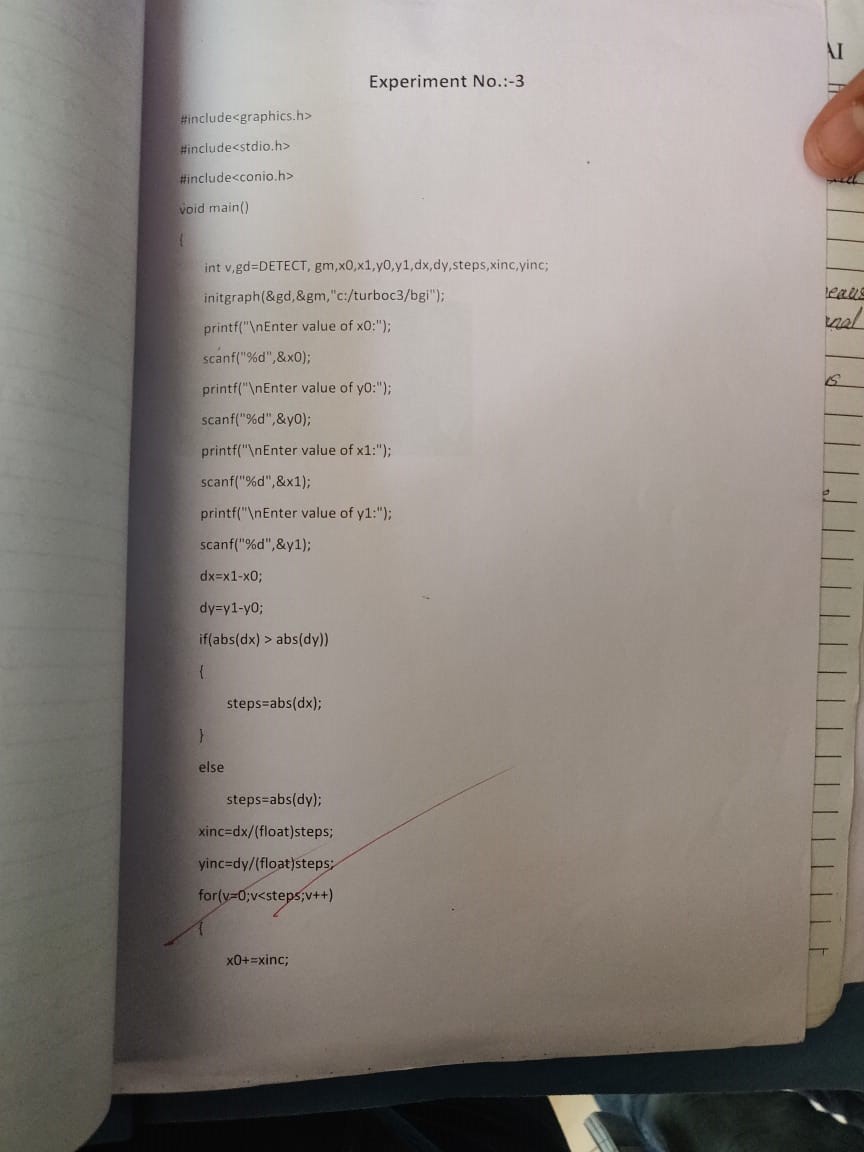 Experiment No.:-3
#include<graphics.h>
#include<stdio.h>
#include<conio.h>
void main()
{
int v,gd=DETECT, gm,x0,x1,y0,y1,dx,dy,steps,xinc,yinc;
initgraph(&gd,&gm,"c:/turboc3/bgi");
printf("\nEnter value of x0:");
scanf("%d",&x0);
printf("\nEnter value of y0:");
scanf("%d",&y0);
printf("\nEnter value of x1:");
scanf("%d",&x1);
printf("\nEnter value of y1:");
scanf("%d",&y1);
dx=x1-x0;
dy=y1-y0;
if(abs(dx) > abs(dy))
{
steps=abs(dx);
}
else
steps=abs(dy);
xinc=dx/(float)steps;
yinc=dy/(float)steps;
for(v=0;v<steps;v++)
{
x0+=xinc;